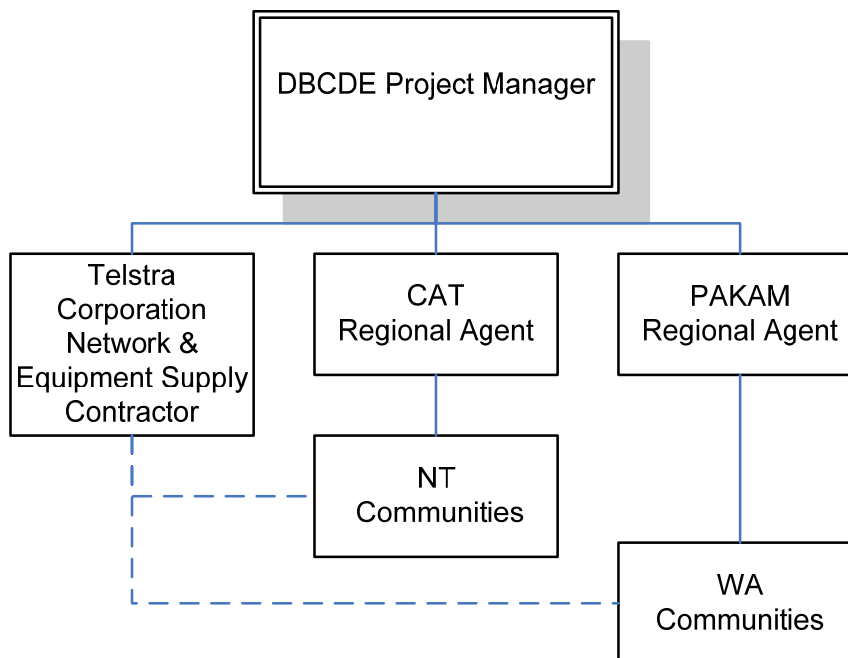 DBCDE Project Manager
Telstra
Corporation
Network &
Equipment Supply
Contractor
CAT
Regional Agent
PAKAM
Regional Agent
NT
Communities
WA
Communities